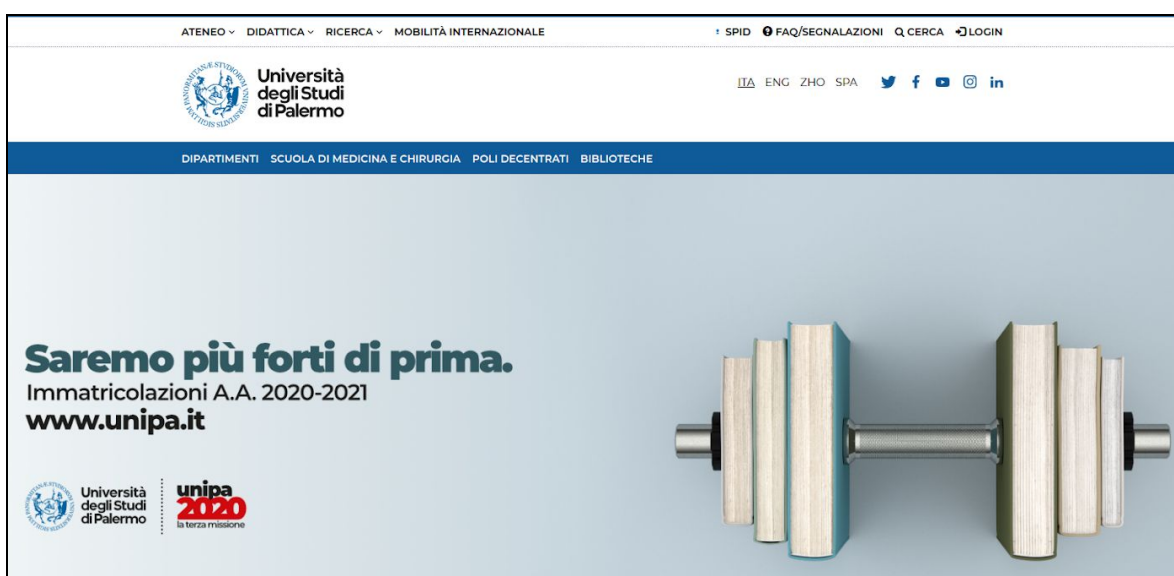 ATENEO DIDATTICA RICERCA MOBILITÀ INTERNAZIONALE
SPID FAQ/SEGNALAZIONI CERCA LOGIN
Università
degli Studi
di Palermo
ITA ENG ZHO SPA
DIPARTIMENTI SCUOLA DI MEDICINA E CHIRURGIA POLI DECENTRATI BIBLIOTECHE
Saremo più forti di prima.
Immatricolazioni A.A. 2020-2021
www.unipa.it
Università
degli Studi
di Palermo
unipa
2020
la terza missione